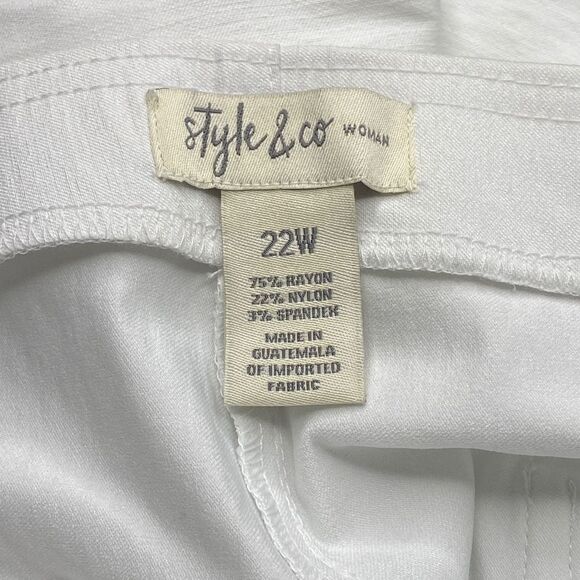 style & co WOMAN
22W
75% RAYON
22% NYLON
3% SPANDEX
MADE IN
GUATEMALA
OF IMPORTED
FABRIC